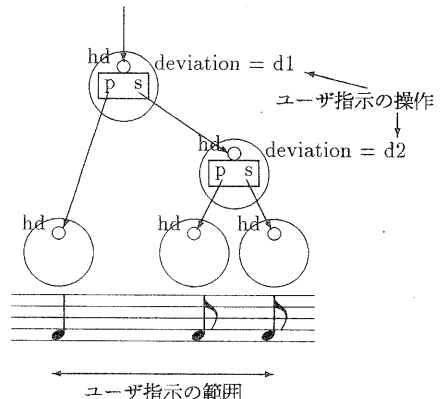 hd
deviation = d1
p s
ユーザ指示の操作
hd
deviation = d2
p s
hd hd hd
ユーザ指示の範囲